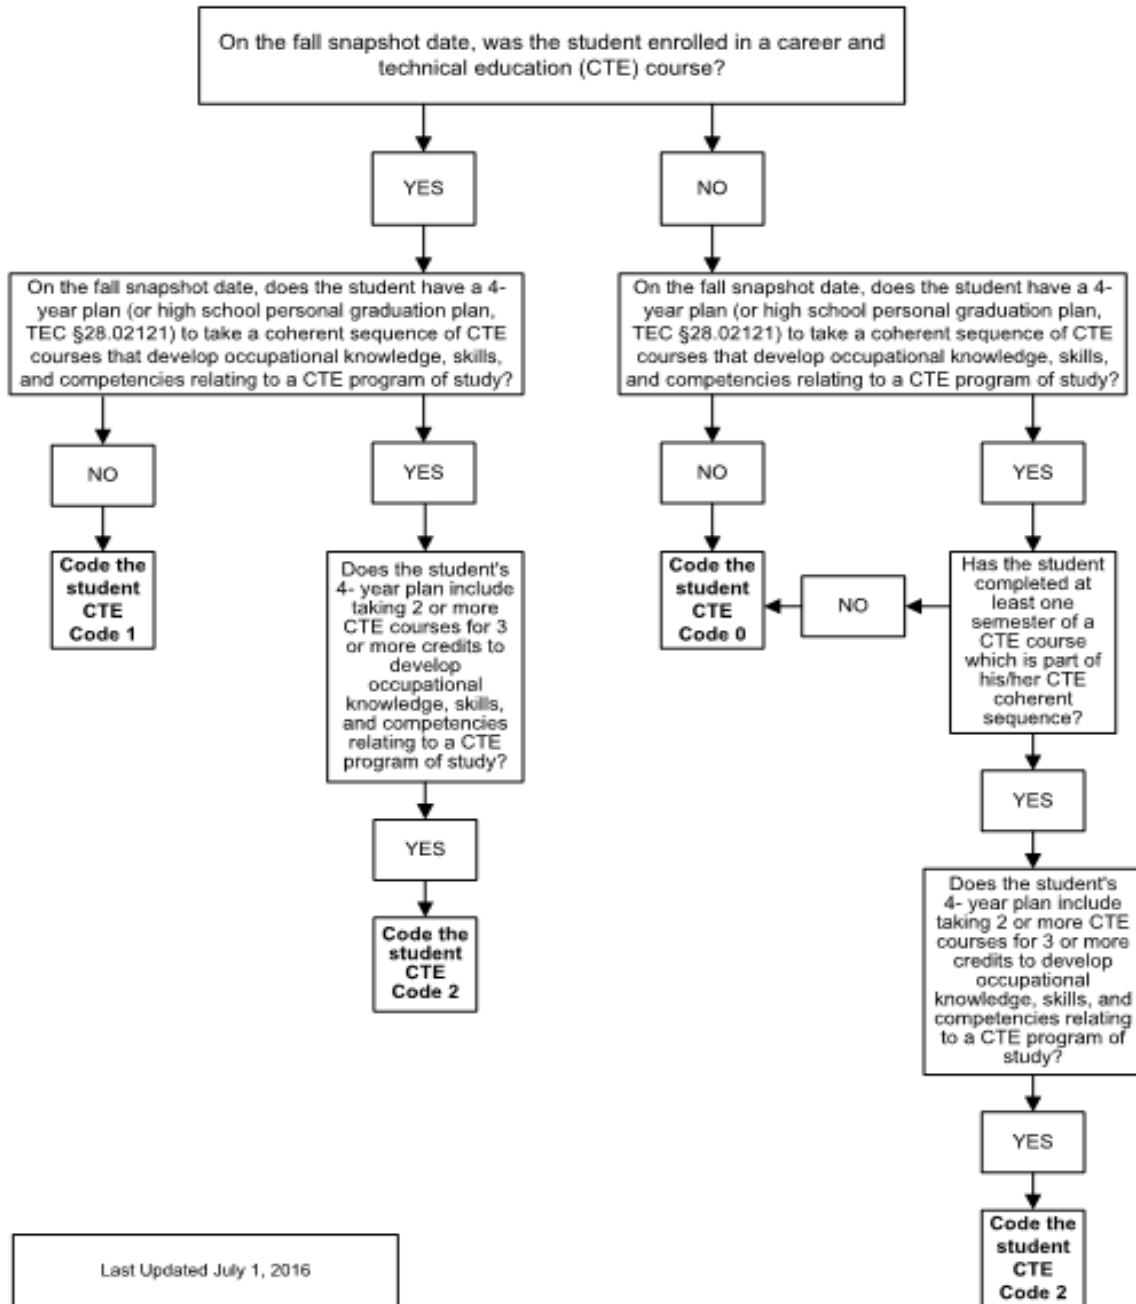 On the fall snapshot date, was the student enrolled in a career and
technical education (CTE) course?
YES
NO
On the fall snapshot date, does the student have a 4-
year plan (or high school personal graduation plan,
TEC §28.02121) to take a coherent sequence of CTE
courses that develop occupational knowledge, skills,
and competencies relating to a CTE program of study?
On the fall snapshot date, does the student have a 4-
year plan (or high school personal graduation plan,
TEC §28.02121) to take a coherent sequence of CTE
courses that develop occupational knowledge, skills,
and competencies relating to a CTE program of study?
NO
YES
NO
YES
Code the
student
CTE
Code 1
Does the student's
4- year plan include
taking 2 or more
CTE courses for 3
or more credits to
develop
occupational
knowledge, skills,
and competencies
relating to a CTE
program of study?
Code the
student
CTE
Code 0
NO
Has the student
completed at
least one
semester of a
CTE course
which is part of
his/her CTE
coherent
sequence?
YES
YES
Code the
student
CTE
Code 2
Does the student's
4- year plan include
taking 2 or more CTE
courses for 3 or more
credits to develop
occupational
knowledge, skills, and
competencies relating
to a CTE program of
study?
YES
Code the
student
CTE
Code 2
Last Updated July 1, 2016